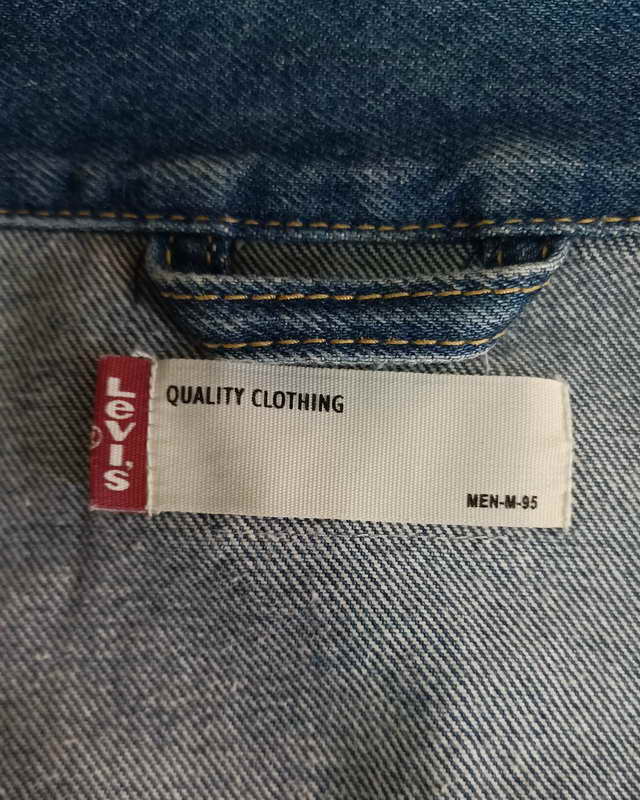 Levi's
®
QUALITY CLOTHING
MEN-M-95